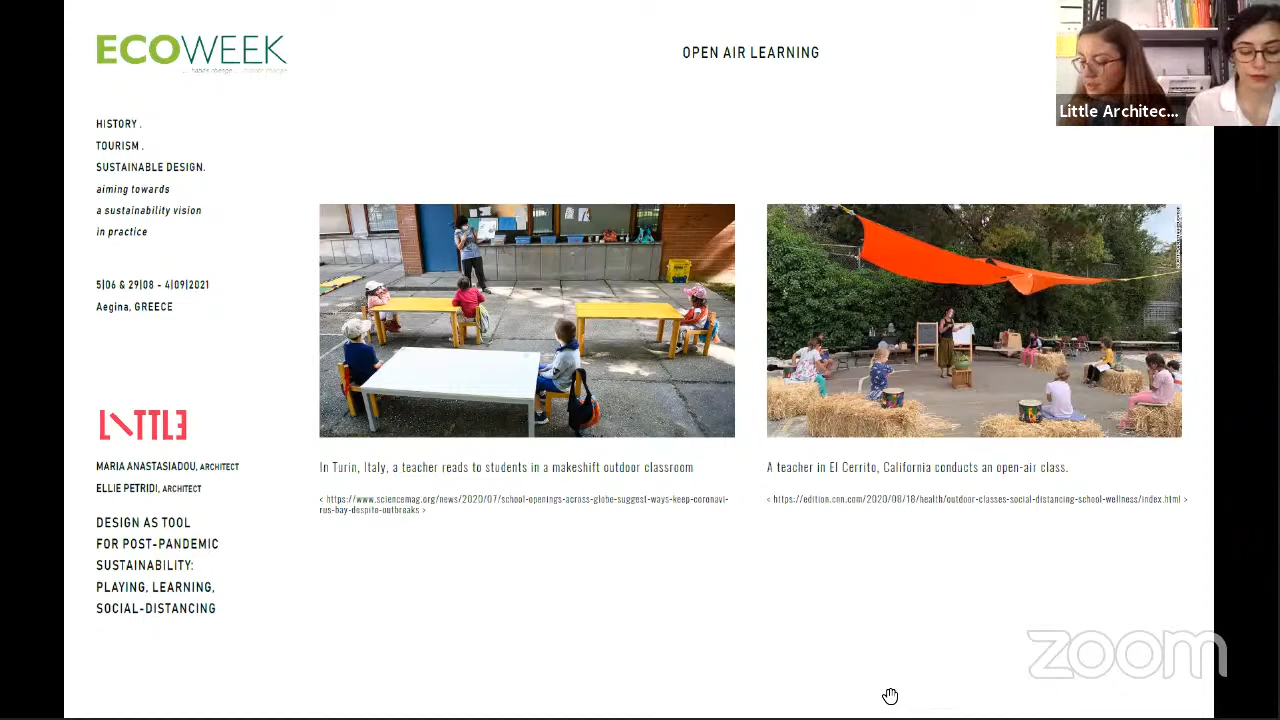 ECOWEEK
OPEN AIR LEARNING
Little Architec...
HISTORY .
TOURISM .
SUSTAINABLE DESIGN.
aiming towards
a sustainability vision
in practice
5|06 & 29|08 - 4|09|2021
Aegina, GREECE
LITTLE
MARIA ANASTASIADOU, ARCHITECT
ELLIE PETRIDI, ARCHITECT
DESIGN AS TOOL
FOR POST-PANDEMIC
SUSTAINABILITY:
PLAYING, LEARNING,
SOCIAL-DISTANCING
In Turin, Italy, a teacher reads to students in a makeshift outdoor classroom
< https://www.sciencemag.org/news/2020/07/school-openings-across-globe-suggest-ways-keep-coronavi-
rus-bay-despite-outbreaks >
A teacher in El Cerrito, California conducts an open-air class.
< https://edition.cnn.com/2020/08/18/health/outdoor-classes-social-distancing-school-wellness/index.html >
zoom